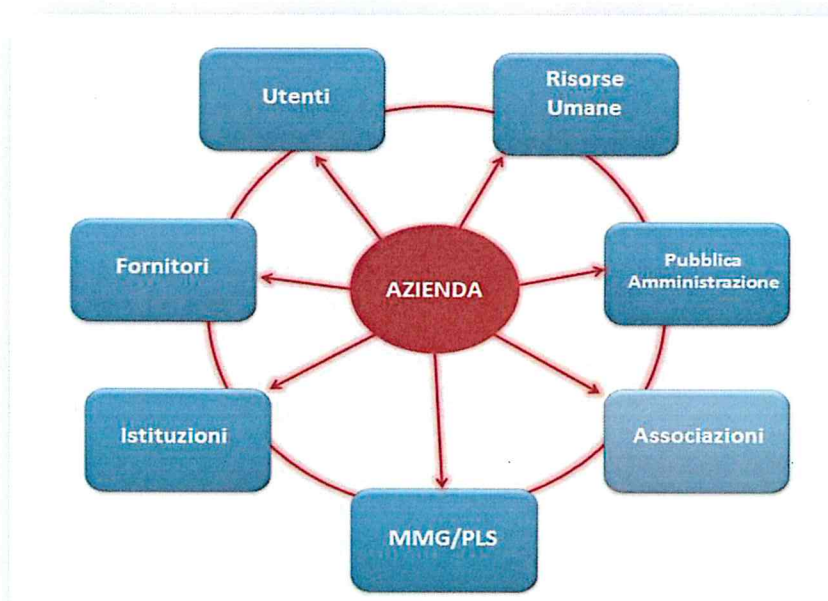 Utenti
Risorse
Umane
Fornitori
AZIENDA
Pubblica
Amministrazione
Istituzioni
Associazioni
MMG/PLS